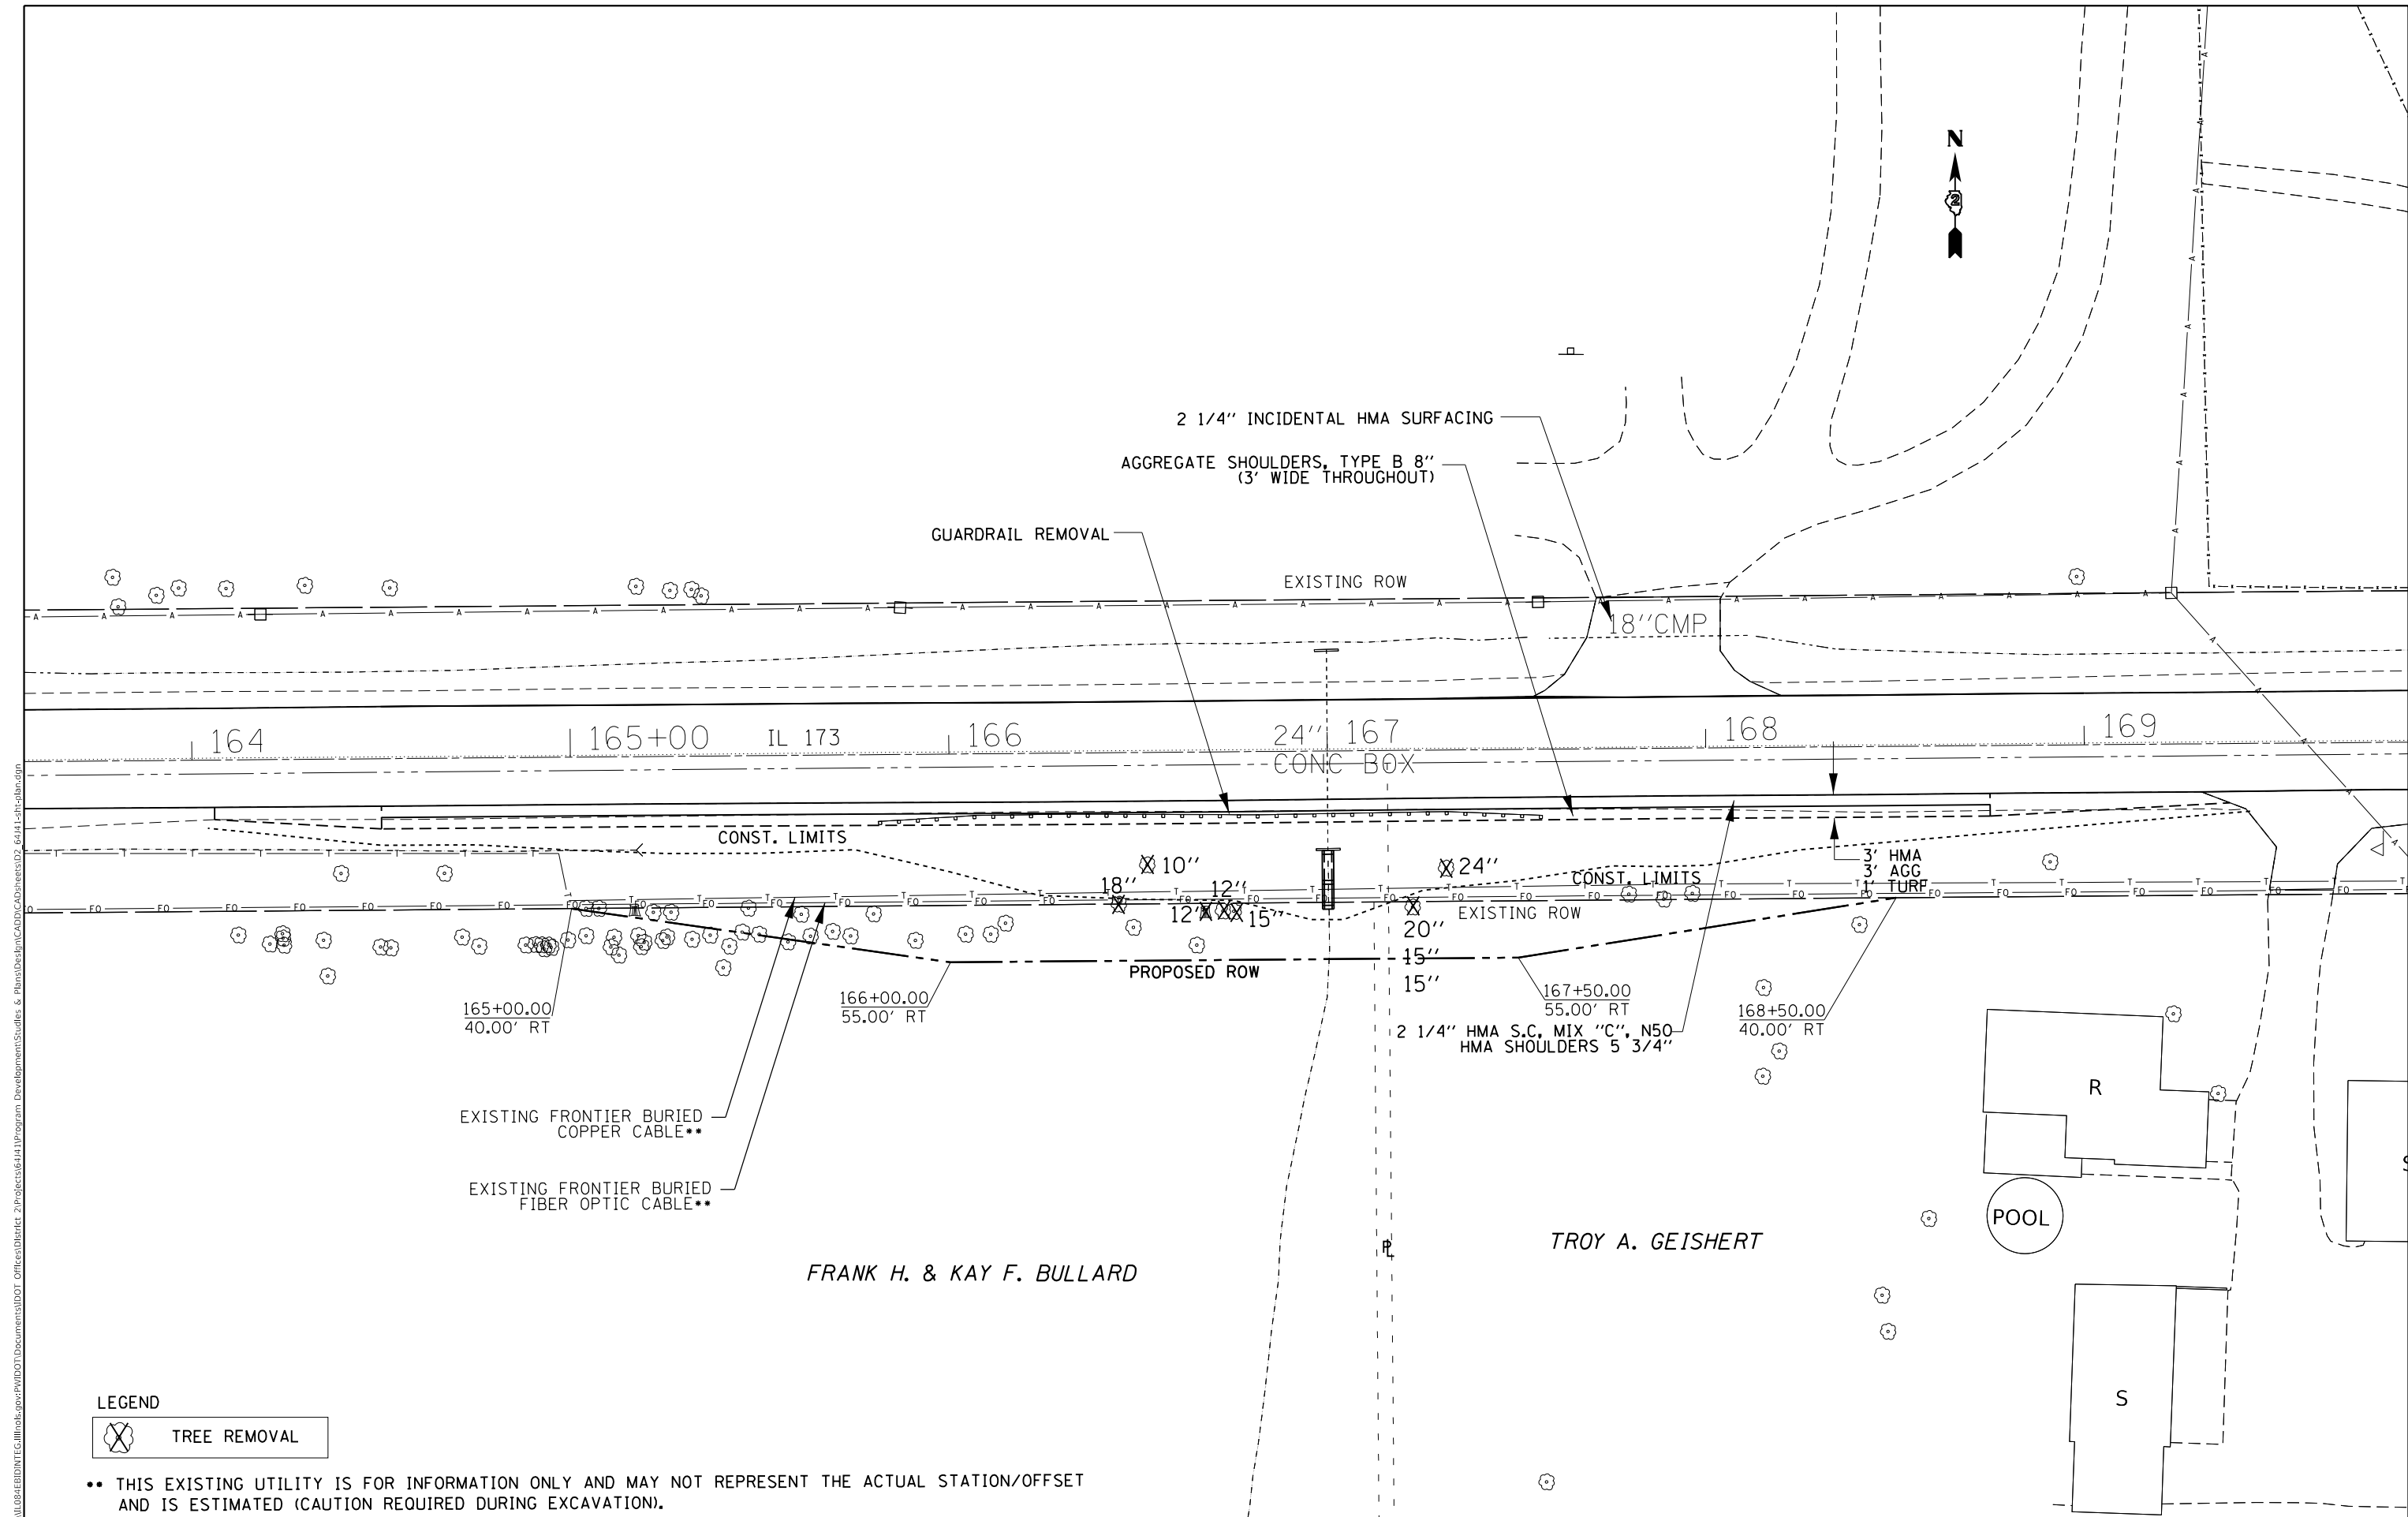 N
2
2 1/4" INCIDENTAL HMA SURFACING
AGGREGATE SHOULDERS, TYPE B 8"
(3' WIDE THROUGHOUT)
GUARDRAIL REMOVAL
EXISTING ROW
18"CMP
164
165+00
IL 173
166
24"
167
CONC BOX
168
169
CONST. LIMITS
10"
18"
12"
12"
15"
24"
CONST. LIMITS
3' HMA
3' AGG
1' TURF
EXISTING ROW
20"
15"
15"
PROPOSED ROW
165+00.00
40.00' RT
166+00.00
55.00' RT
167+50.00
55.00' RT
168+50.00
40.00' RT
2 1/4" HMA S.C, MIX "C", N50
HMA SHOULDERS 5 3/4"
EXISTING FRONTIER BURIED
COPPER CABLE**
EXISTING FRONTIER BURIED
FIBER OPTIC CABLE**
R
POOL
S
PL
TROY A. GEISHERT
FRANK H. & KAY F. BULLARD
LEGEND
TREE REMOVAL
** THIS EXISTING UTILITY IS FOR INFORMATION ONLY AND MAY NOT REPRESENT THE ACTUAL STATION/OFFSET
AND IS ESTIMATED (CAUTION REQUIRED DURING EXCAVATION).